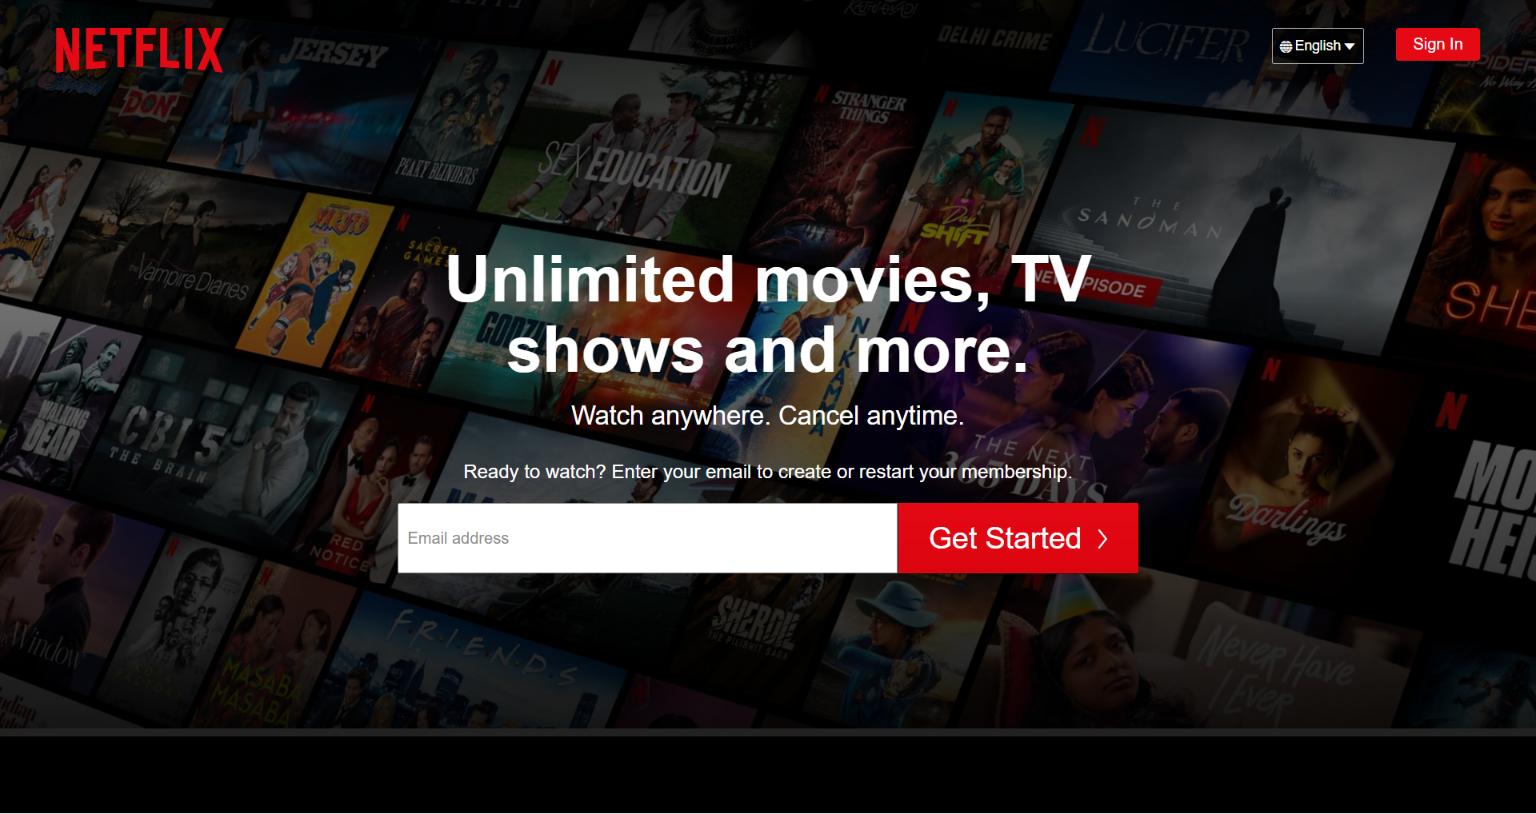 NETFLIX
English
Sign In
JERSEY
DELHI CRIME
LUCIFER
DON
STRANGER
THINGS
PEAKY BLINDERS
SEX EDUCATION
Day
SHIFT
THE
SANDMAN
NARUTO
SACRED
GAMES
the Vampire Diaries
Unlimited movies, TV
NEW EPISODE
SHE
GODZILLA
shows and more.
WALKING
DEAD
CBI 5
THE BRAIN
Watch anywhere. Cancel anytime.
THE NEXT
365 DAYS
Ready to watch? Enter your email to create or restart your membership.
Darlings
RED
NOTICE
Email address
Get Started
SHERDIL
THE PILIBHIT SAGA
F.R.I.E.N.D.S
Window
MASABA
MASABA
Never Have
I Ever